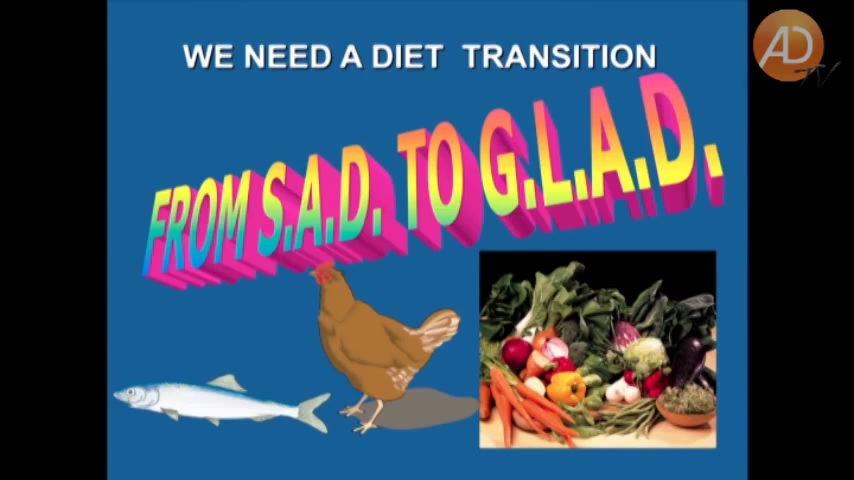 WE NEED A DIET TRANSITION
FROM S.A.D. TO G.L.A.D.
AD
TV